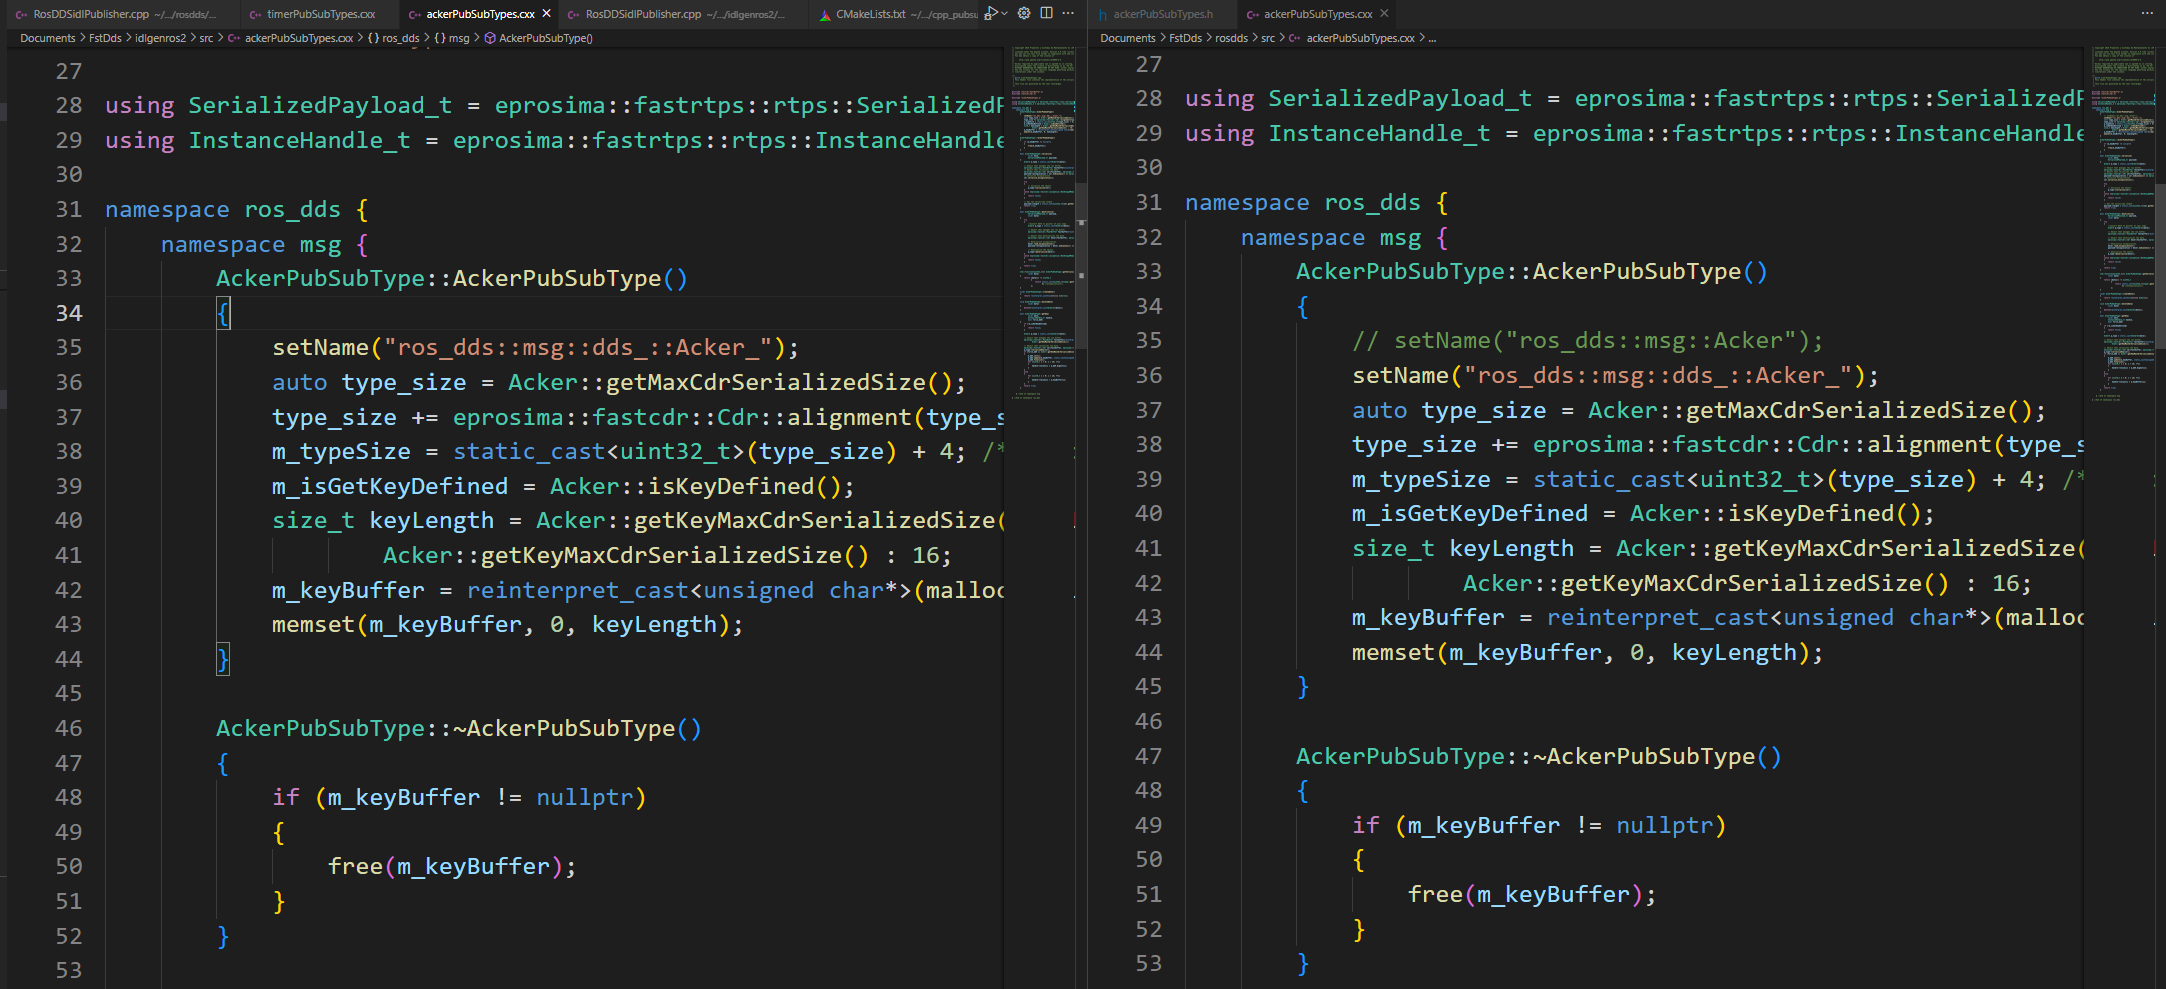 RosDDSidlPublisher.cpp ~/.../rosdds/...
timerPubSubTypes.cxx
ackerPubSubTypes.cxx
RosDDSidlPublisher.cpp ~/.../idlgenros2/...
CMakeLists.txt ~/.../cpp_pubsu
Documents > FstDds > idlgenros2 > src > ackerPubSubTypes.cxx > {} ros_dds > {} msg > AckerPubSubType()
27
28 using SerializedPayload_t = eprosima::fastrtps::rtps::SerializedP
29 using InstanceHandle_t = eprosima::fastrtps::rtps::InstanceHandle
30
31 namespace ros_dds {
32 namespace msg {
33 AckerPubSubType::AckerPubSubType()
34 {
35 setName("ros_dds::msg::dds_::Acker_");
36 auto type_size = Acker::getMaxCdrSerializedSize();
37 type_size += eprosima::fastcdr::Cdr::alignment(type_s
38 m_typeSize = static_cast<uint32_t>(type_size) + 4; /*
39 m_isGetKeyDefined = Acker::isKeyDefined();
40 size_t keyLength = Acker::getKeyMaxCdrSerializedSize(
41 Acker::getKeyMaxCdrSerializedSize() : 16;
42 m_keyBuffer = reinterpret_cast<unsigned char*>(malloc
43 memset(m_keyBuffer, 0, keyLength);
44 }
45
46 AckerPubSubType::~AckerPubSubType()
47 {
48 if (m_keyBuffer != nullptr)
49 {
50 free(m_keyBuffer);
51 }
52 }
53
ackerPubSubTypes.h
ackerPubSubTypes.cxx
Documents > FstDds > rosdds > src > ackerPubSubTypes.cxx > ...
27
28 using SerializedPayload_t = eprosima::fastrtps::rtps::SerializedP
29 using InstanceHandle_t = eprosima::fastrtps::rtps::InstanceHandle
30
31 namespace ros_dds {
32 namespace msg {
33 AckerPubSubType::AckerPubSubType()
34 {
35 // setName("ros_dds::msg::Acker");
36 setName("ros_dds::msg::dds_::Acker_");
37 auto type_size = Acker::getMaxCdrSerializedSize();
38 type_size += eprosima::fastcdr::Cdr::alignment(type_s
39 m_typeSize = static_cast<uint32_t>(type_size) + 4; /*
40 m_isGetKeyDefined = Acker::isKeyDefined();
41 size_t keyLength = Acker::getKeyMaxCdrSerializedSize(
42 Acker::getKeyMaxCdrSerializedSize() : 16;
43 m_keyBuffer = reinterpret_cast<unsigned char*>(malloc
44 memset(m_keyBuffer, 0, keyLength);
45 }
46
47 AckerPubSubType::~AckerPubSubType()
48 {
49 if (m_keyBuffer != nullptr)
50 {
51 free(m_keyBuffer);
52 }
53 }